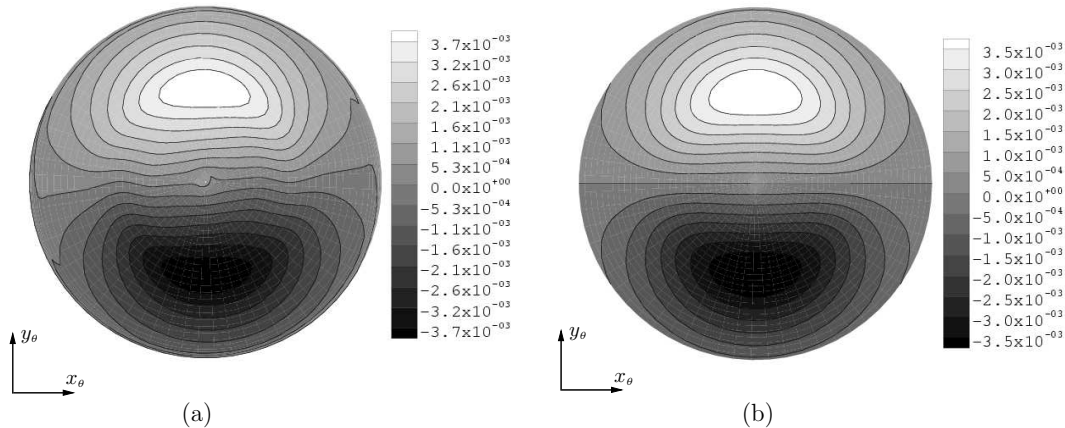 3.7x10⁻⁰³
3.2x10⁻⁰³
2.6x10⁻⁰³
2.1x10⁻⁰³
1.6x10⁻⁰³
1.1x10⁻⁰³
5.3x10⁻⁰⁴
0.0x10⁺⁰⁰
-5.3x10⁻⁰⁴
-1.1x10⁻⁰³
-1.6x10⁻⁰³
-2.1x10⁻⁰³
-2.6x10⁻⁰³
-3.2x10⁻⁰³
-3.7x10⁻⁰³
y_θ
x_θ
(a)
3.5x10⁻⁰³
3.0x10⁻⁰³
2.5x10⁻⁰³
2.0x10⁻⁰³
1.5x10⁻⁰³
1.0x10⁻⁰³
5.0x10⁻⁰⁴
0.0x10⁺⁰⁰
-5.0x10⁻⁰⁴
-1.0x10⁻⁰³
-1.5x10⁻⁰³
-2.0x10⁻⁰³
-2.5x10⁻⁰³
-3.0x10⁻⁰³
-3.5x10⁻⁰³
y_θ
x_θ
(b)